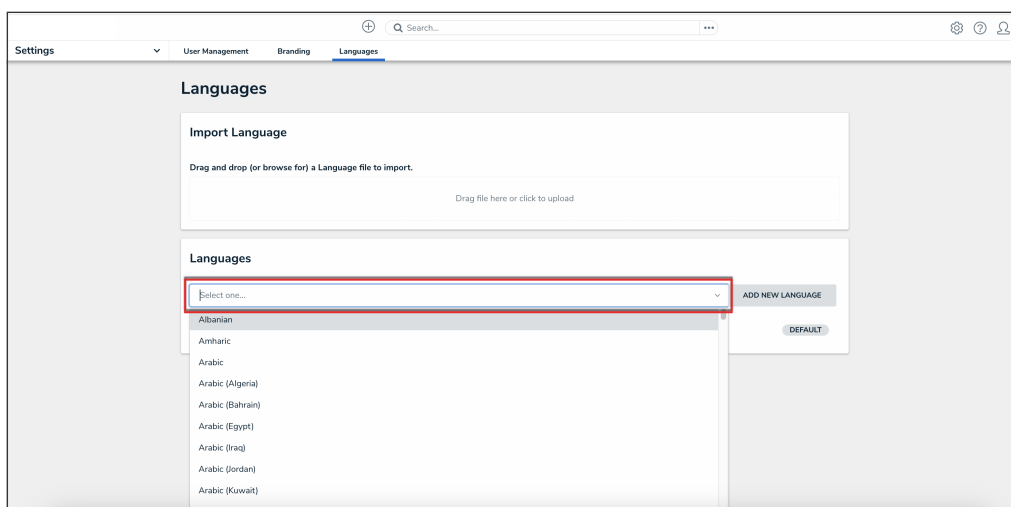 Search...
Settings User Management Branding Languages
Languages
Import Language
Drag and drop (or browse for) a Language file to import.
Drag file here or click to upload
Languages
Select one... ADD NEW LANGUAGE
Albanian
DEFAULT
Amharic
Arabic
Arabic (Algeria)
Arabic (Bahrain)
Arabic (Egypt)
Arabic (Iraq)
Arabic (Jordan)
Arabic (Kuwait)